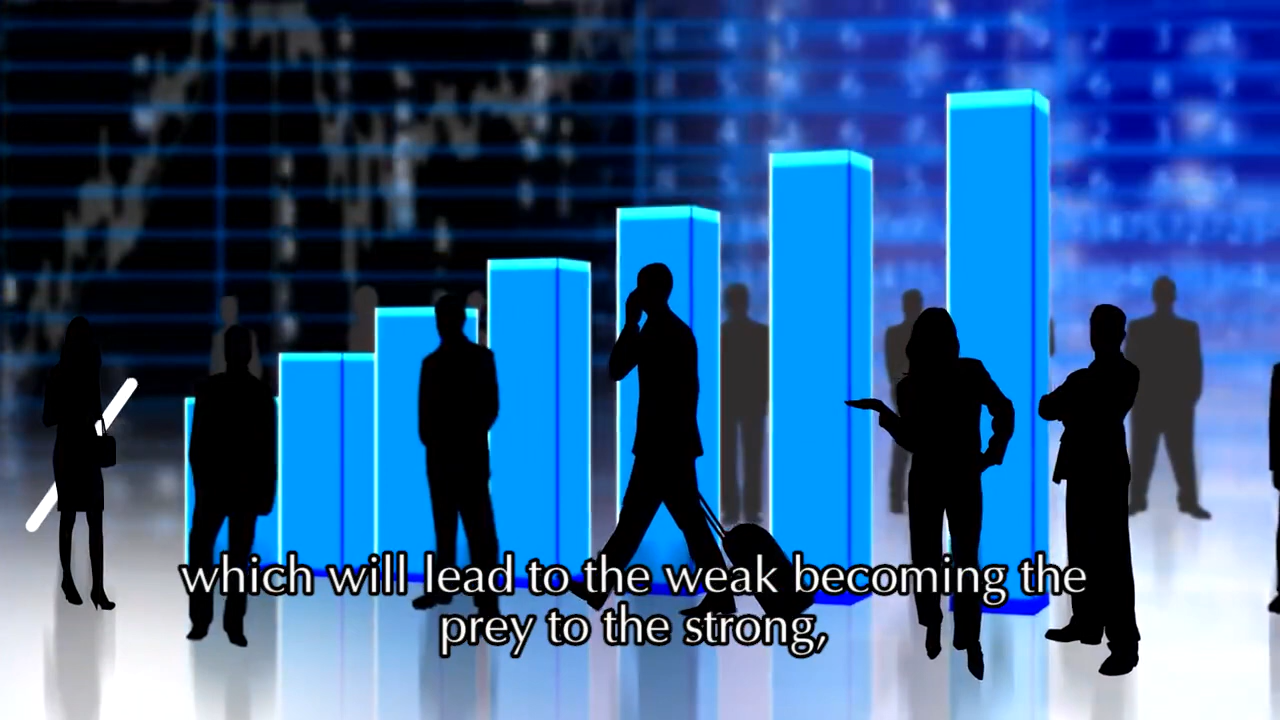 which will lead to the weak becoming the
prey to the strong,